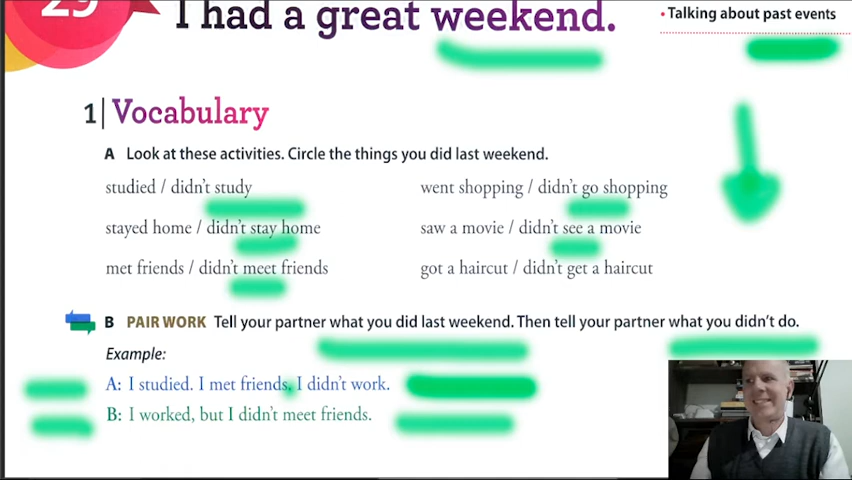 29
I had a great weekend.
• Talking about past events
1 | Vocabulary
A Look at these activities. Circle the things you did last weekend.
studied / didn't study
went shopping / didn't go shopping
stayed home / didn't stay home
saw a movie / didn't see a movie
met friends / didn't meet friends
got a haircut / didn't get a haircut
B PAIR WORK Tell your partner what you did last weekend. Then tell your partner what you didn't do.
Example:
A: I studied. I met friends, I didn't work.
B: I worked, but I didn't meet friends.